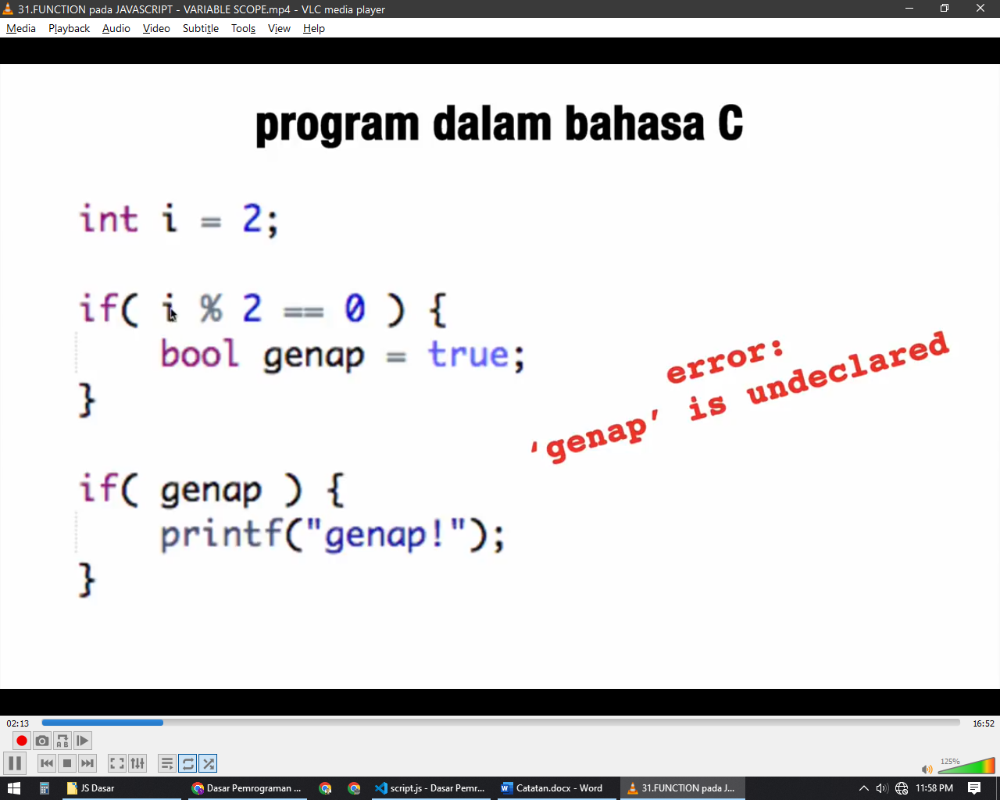 31.FUNCTION pada JAVASCRIPT - VARIABLE SCOPE.mp4 - VLC media player
Media Playback Audio Video Subtitle Tools View Help
program dalam bahasa C
int i = 2;
if( i % 2 == 0 ) {
bool genap = true;
}
error:
'genap' is undeclared
if( genap ) {
printf("genap!");
}
02:13
16:52
A B
125%
JS Dasar
Dasar Pemrograman ...
script.js - Dasar Pemr...
Catatan.docx - Word
31.FUNCTION pada J...
11:58 PM